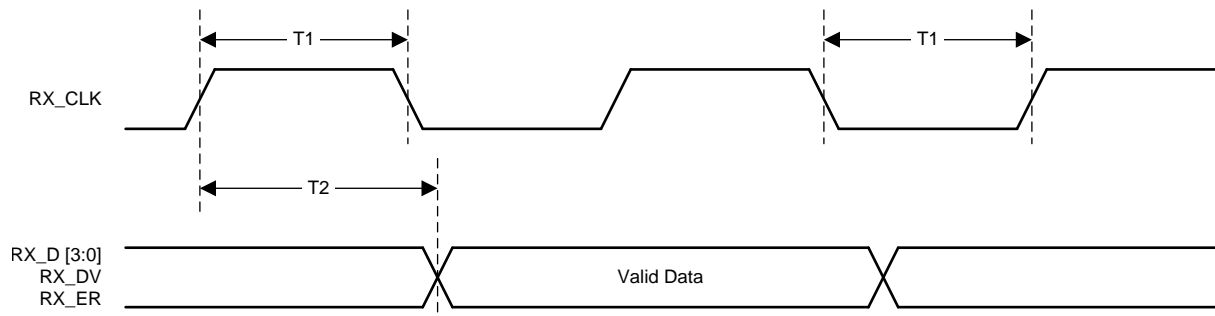 T1
T1
RX_CLK
T2
RX_D [3:0]
RX_DV
Valid Data
RX_ER